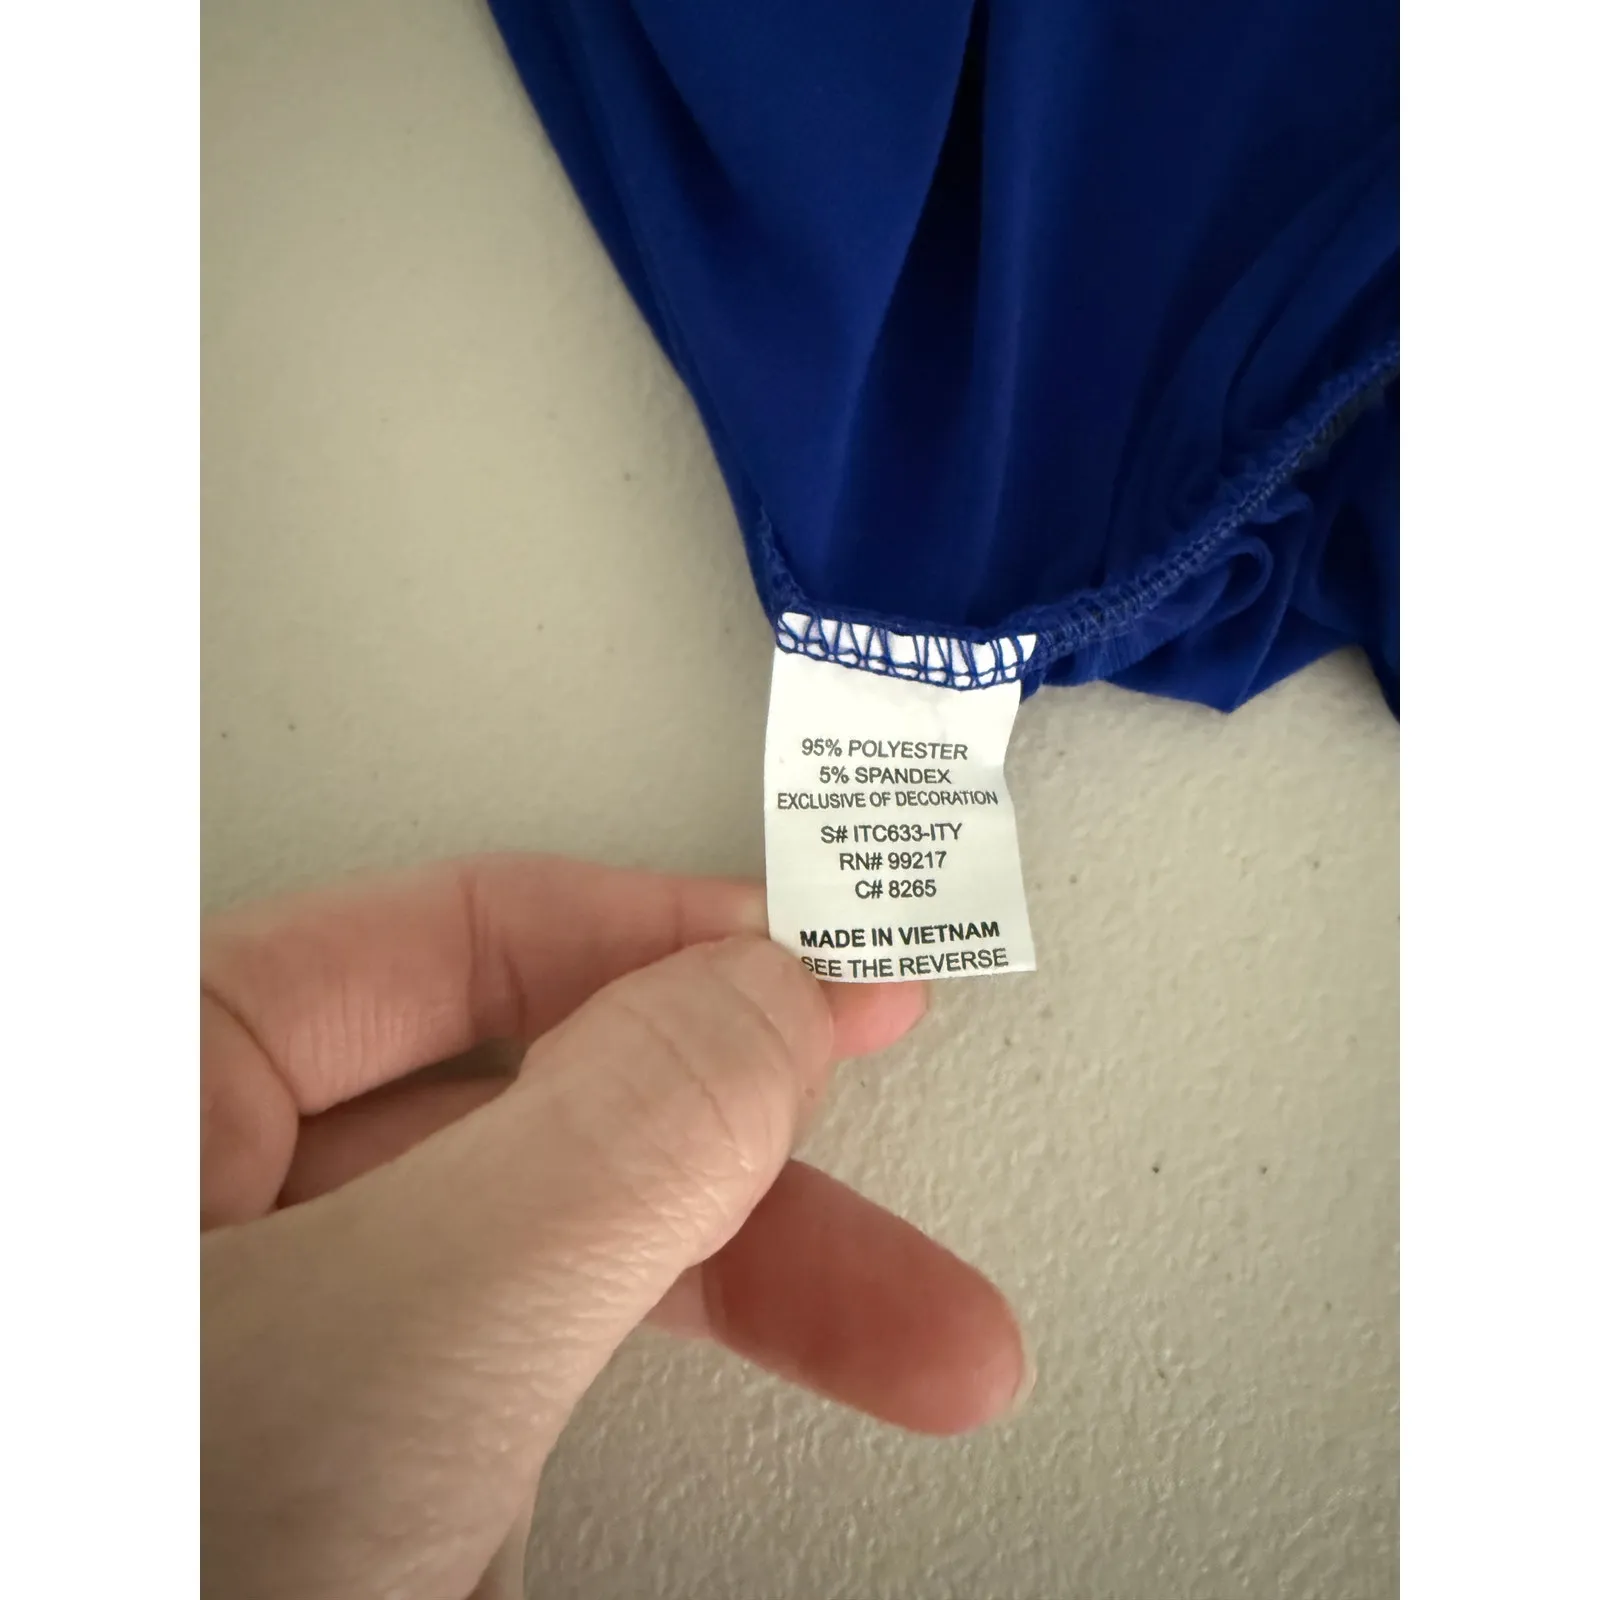 95% POLYESTER
5% SPANDEX
EXCLUSIVE OF DECORATION
S# ITC633-ITY
RN# 99217
C# 8265
MADE IN VIETNAM
SEE THE REVERSE